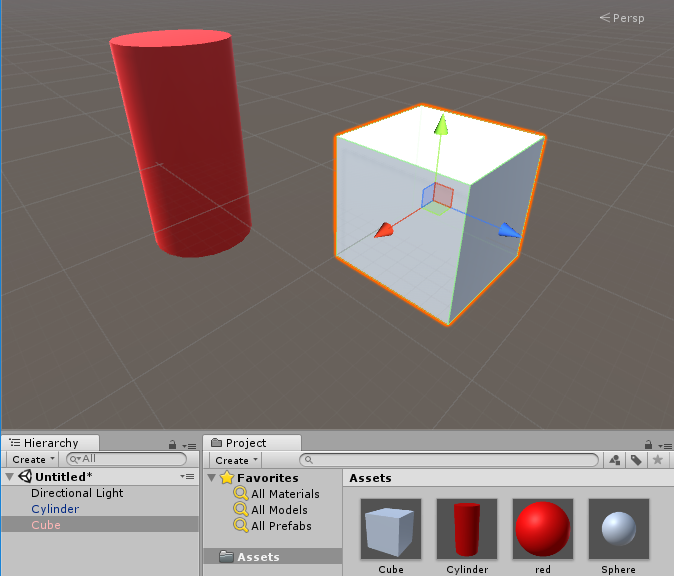 Persp
Hierarchy
Create
All
Untitled*
Directional Light
Cylinder
Cube
Project
Create
Favorites
All Materials
All Models
All Prefabs
Assets
Assets
Cube
Cylinder
red
Sphere